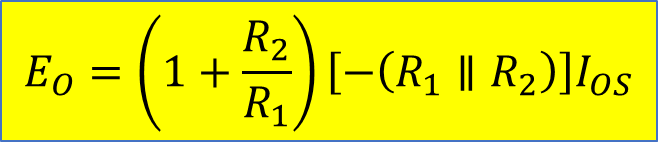 E_O = (1 + R_2/R_1) [−(R_1 ∥ R_2)]I_OS